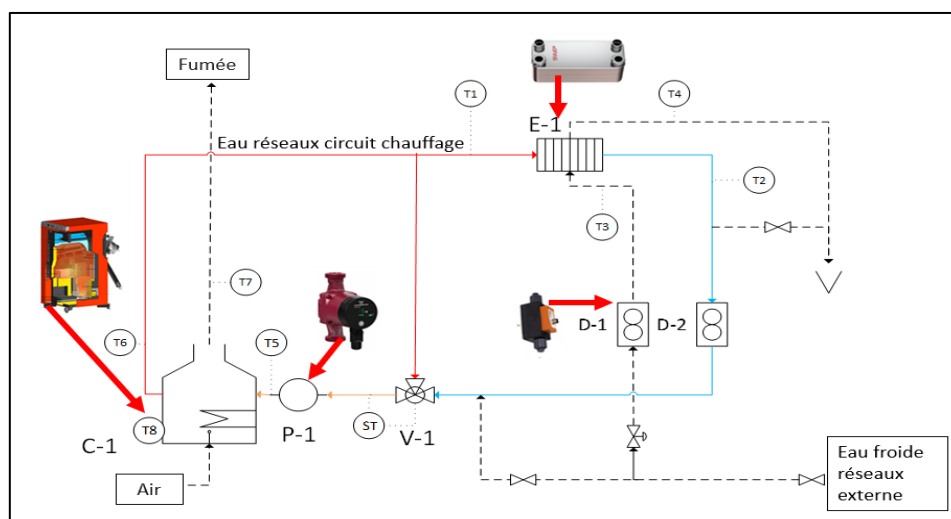 Fumée
T1
T4
E-1
Eau réseaux circuit chauffage
T2
T3
T7
D-1
D-2
T6
T5
ST
P-1
V-1
T8
C-1
Air
Eau froide
réseaux
externe